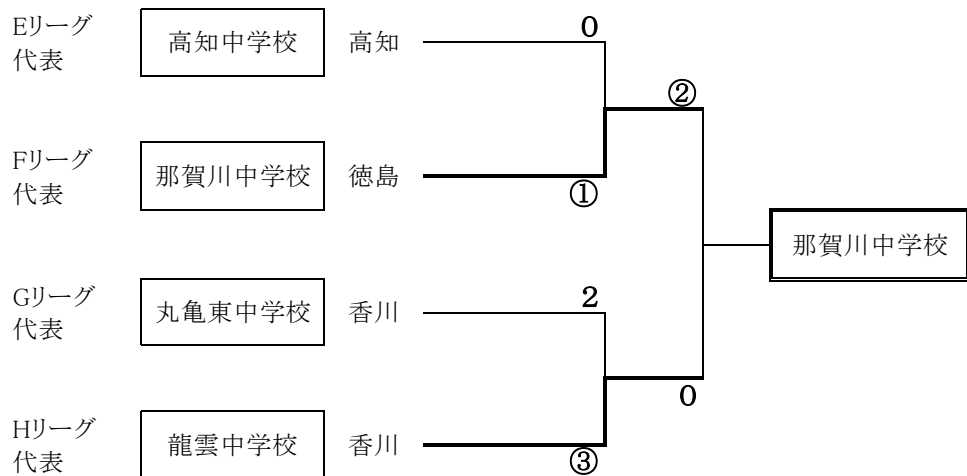 Eリーグ
代表
高知中学校
高知
0
②
Fリーグ
代表
那賀川中学校
徳島
①
那賀川中学校
Gリーグ
代表
丸亀東中学校
香川
2
0
Hリーグ
代表
龍雲中学校
香川
③